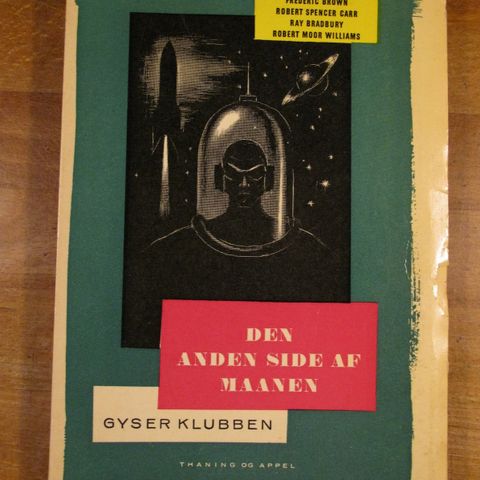 FREDERIC BROWN
ROBERT SPENCER CARR
RAY BRADBURY
ROBERT MOOR WILLIAMS
DEN
ANDEN SIDE AF
MAANEN
GYSER KLUBBEN
THANING OG APPEL